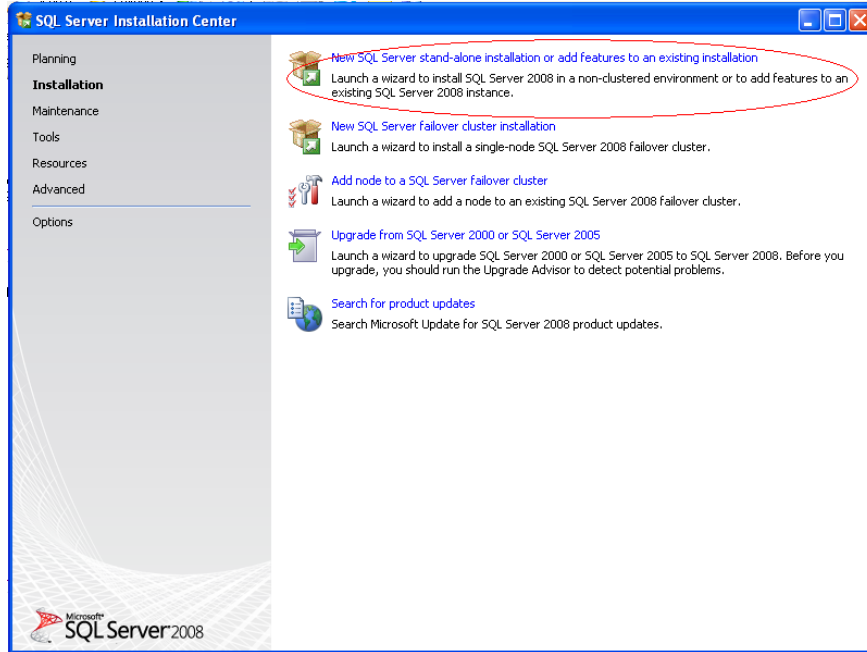 SQL Server Installation Center
Planning
Installation
Maintenance
Tools
Resources
Advanced
Options
New SQL Server stand-alone installation or add features to an existing installation
Launch a wizard to install SQL Server 2008 in a non-clustered environment or to add features to an
existing SQL Server 2008 instance.
New SQL Server failover cluster installation
Launch a wizard to install a single-node SQL Server 2008 failover cluster.
Add node to a SQL Server failover cluster
Launch a wizard to add a node to an existing SQL Server 2008 failover cluster.
Upgrade from SQL Server 2000 or SQL Server 2005
Launch a wizard to upgrade SQL Server 2000 or SQL Server 2005 to SQL Server 2008. Before you
upgrade, you should run the Upgrade Advisor to detect potential problems.
Search for product updates
Search Microsoft Update for SQL Server 2008 product updates.
Microsoft
SQL Server 2008